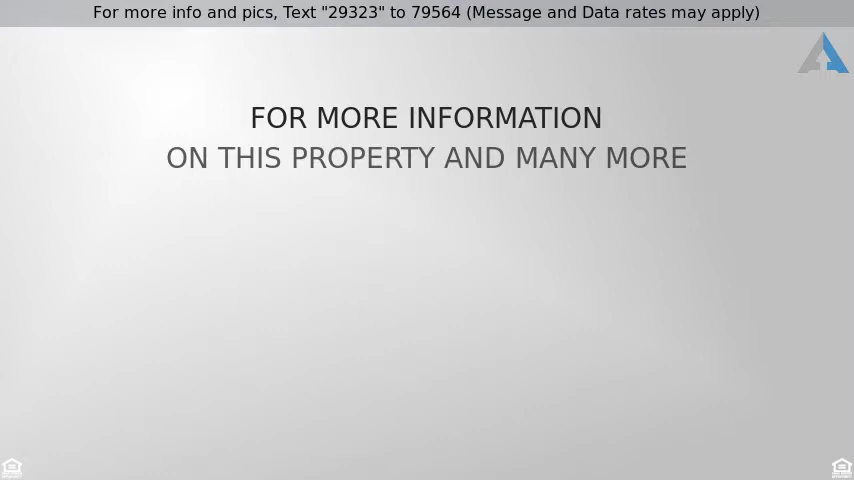 For more info and pics, Text "29323" to 79564 (Message and Data rates may apply)
FOR MORE INFORMATION
ON THIS PROPERTY AND MANY MORE